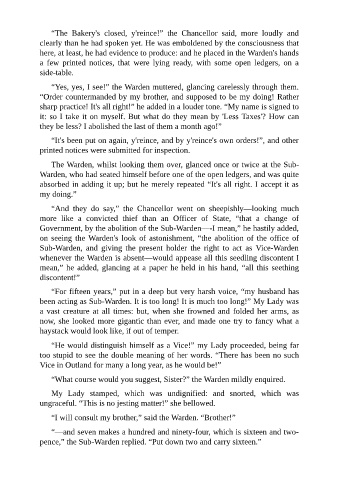 “The Bakery's closed, y'reince!” the Chancellor said, more loudly and
clearly than he had spoken yet. He was emboldened by the consciousness that
here, at least, he had evidence to produce: and he placed in the Warden's hands
a few printed notices, that were lying ready, with some open ledgers, on a
side-table.
“Yes, yes, I see!” the Warden muttered, glancing carelessly through them.
“Order countermanded by my brother, and supposed to be my doing! Rather
sharp practice! It's all right!” he added in a louder tone. “My name is signed to
it: so I take it on myself. But what do they mean by 'Less Taxes'? How can
they be less? I abolished the last of them a month ago!”
“It's been put on again, y'reince, and by y'reince's own orders!”, and other
printed notices were submitted for inspection.
The Warden, whilst looking them over, glanced once or twice at the Sub-
Warden, who had seated himself before one of the open ledgers, and was quite
absorbed in adding it up; but he merely repeated “It's all right. I accept it as
my doing.”
“And they do say,” the Chancellor went on sheepishly—looking much
more like a convicted thief than an Officer of State, “that a change of
Government, by the abolition of the Sub-Warden—-I mean,” he hastily added,
on seeing the Warden's look of astonishment, “the abolition of the office of
Sub-Warden, and giving the present holder the right to act as Vice-Warden
whenever the Warden is absent—would appease all this seedling discontent I
mean,” he added, glancing at a paper he held in his hand, “all this seething
discontent!”
“For fifteen years,” put in a deep but very harsh voice, “my husband has
been acting as Sub-Warden. It is too long! It is much too long!” My Lady was
a vast creature at all times: but, when she frowned and folded her arms, as
now, she looked more gigantic than ever, and made one try to fancy what a
haystack would look like, if out of temper.
“He would distinguish himself as a Vice!” my Lady proceeded, being far
too stupid to see the double meaning of her words. “There has been no such
Vice in Outland for many a long year, as he would be!”
“What course would you suggest, Sister?” the Warden mildly enquired.
My Lady stamped, which was undignified: and snorted, which was
ungraceful. “This is no jesting matter!” she bellowed.
“I will consult my brother,” said the Warden. “Brother!”
“—and seven makes a hundred and ninety-four, which is sixteen and two-
pence,” the Sub-Warden replied. “Put down two and carry sixteen.”